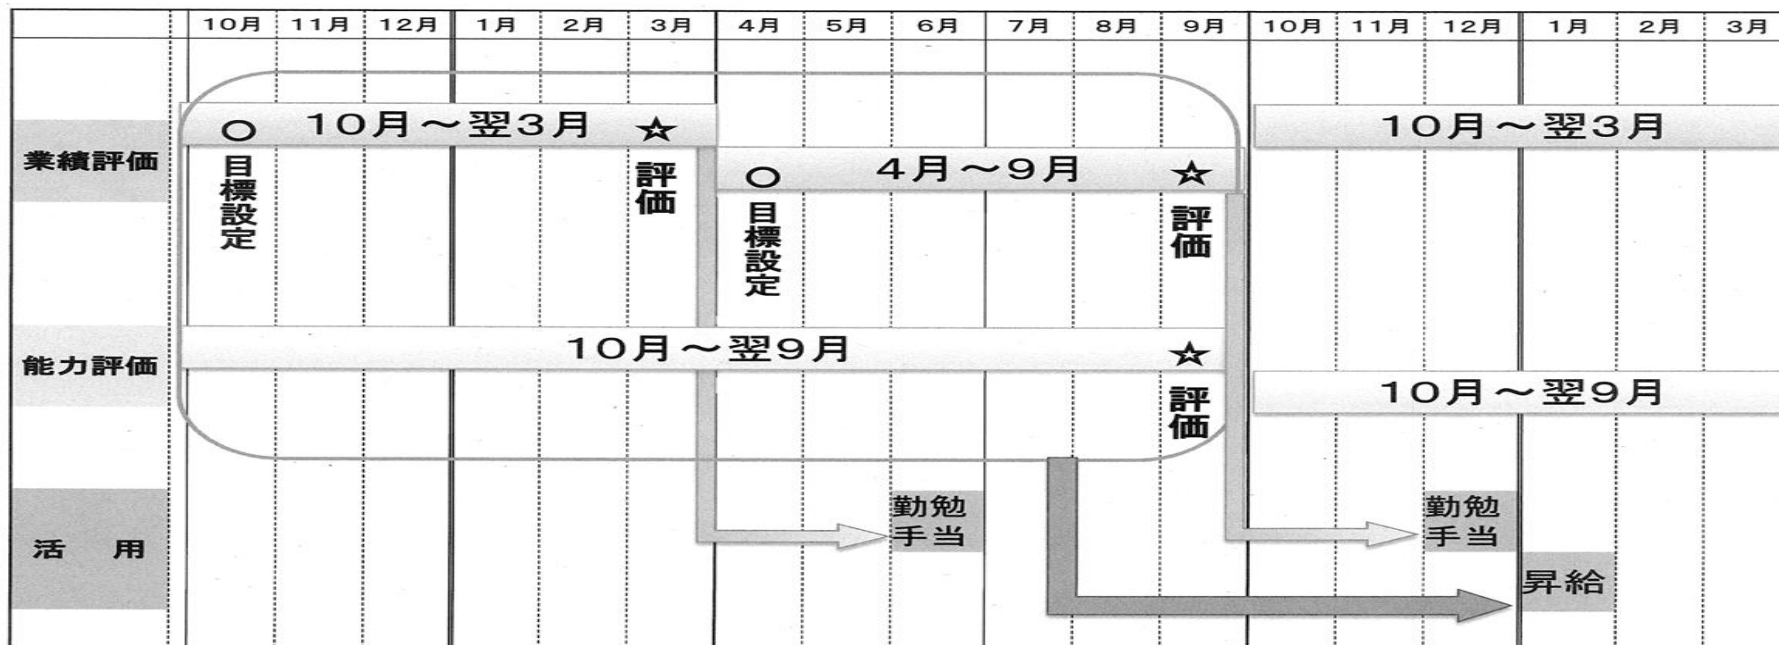 10月 11月 12月 1月 2月 3月 4月 5月 6月 7月 8月 9月 10月 11月 12月 1月 2月 3月
業績評価
○ 10月～翌3月 ☆
目標設定
評価
○ 4月～9月 ☆
目標設定
評価
10月～翌3月
能力評価
10月～翌9月 ☆
評価
10月～翌9月
活 用
勤勉
手当
勤勉
手当
昇給